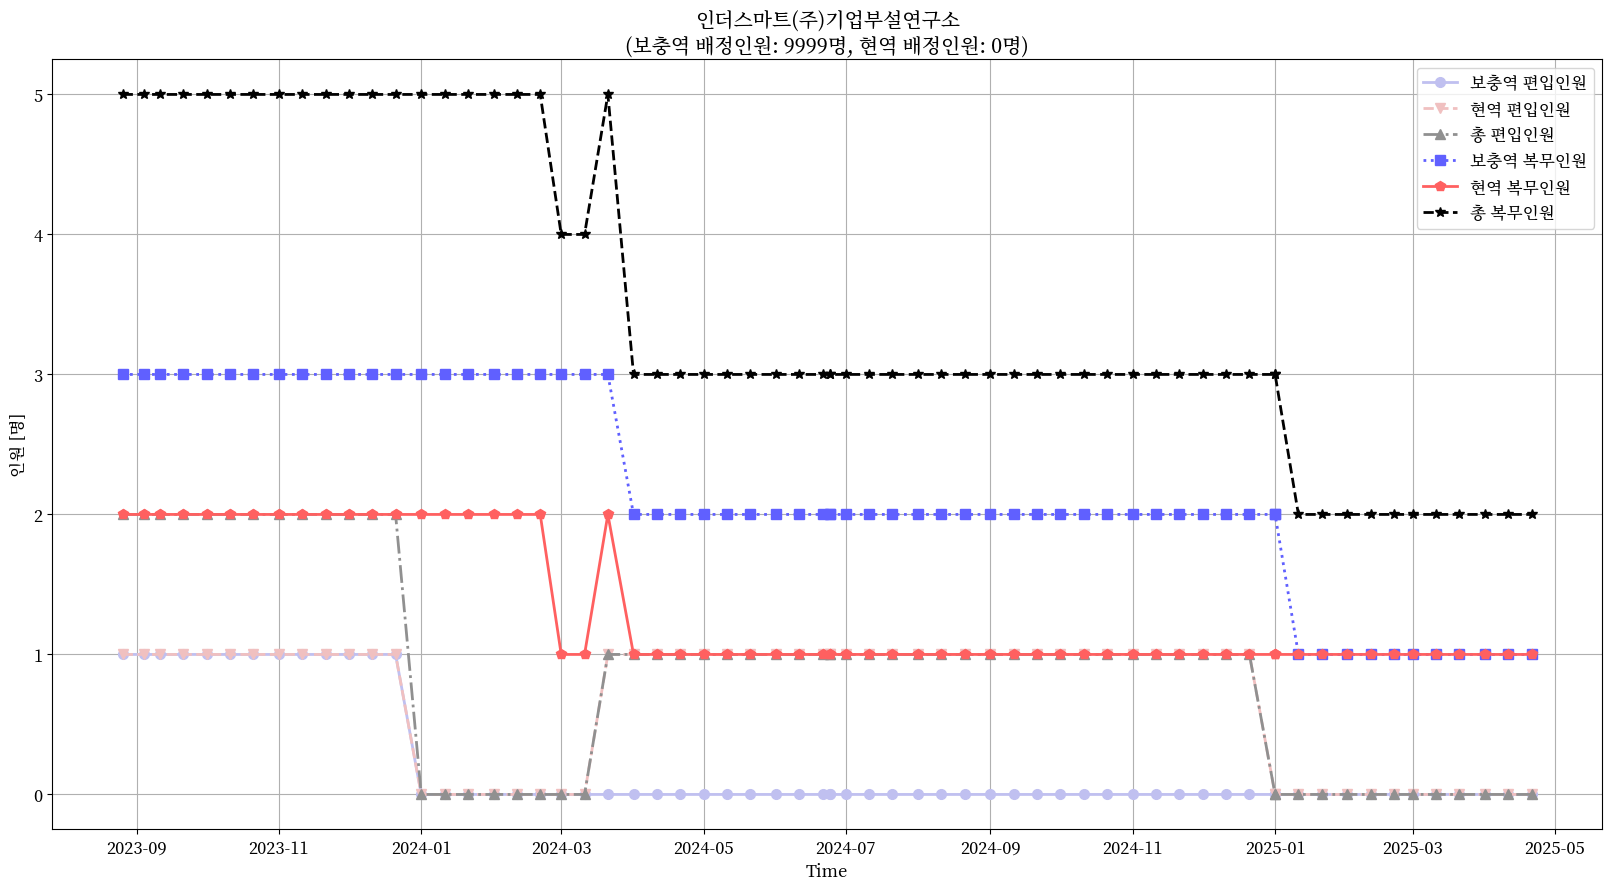 인더스마트(주)기업부설연구소
(보충역 배정인원: 9999명, 현역 배정인원: 0명)
보충역 편입인원
현역 편입인원
총 편입인원
보충역 복무인원
현역 복무인원
총 복무인원
인원 [명]
5
4
3
2
1
0
2023-09
2023-11
2024-01
2024-03
2024-05
2024-07
2024-09
2024-11
2025-01
2025-03
2025-05
Time